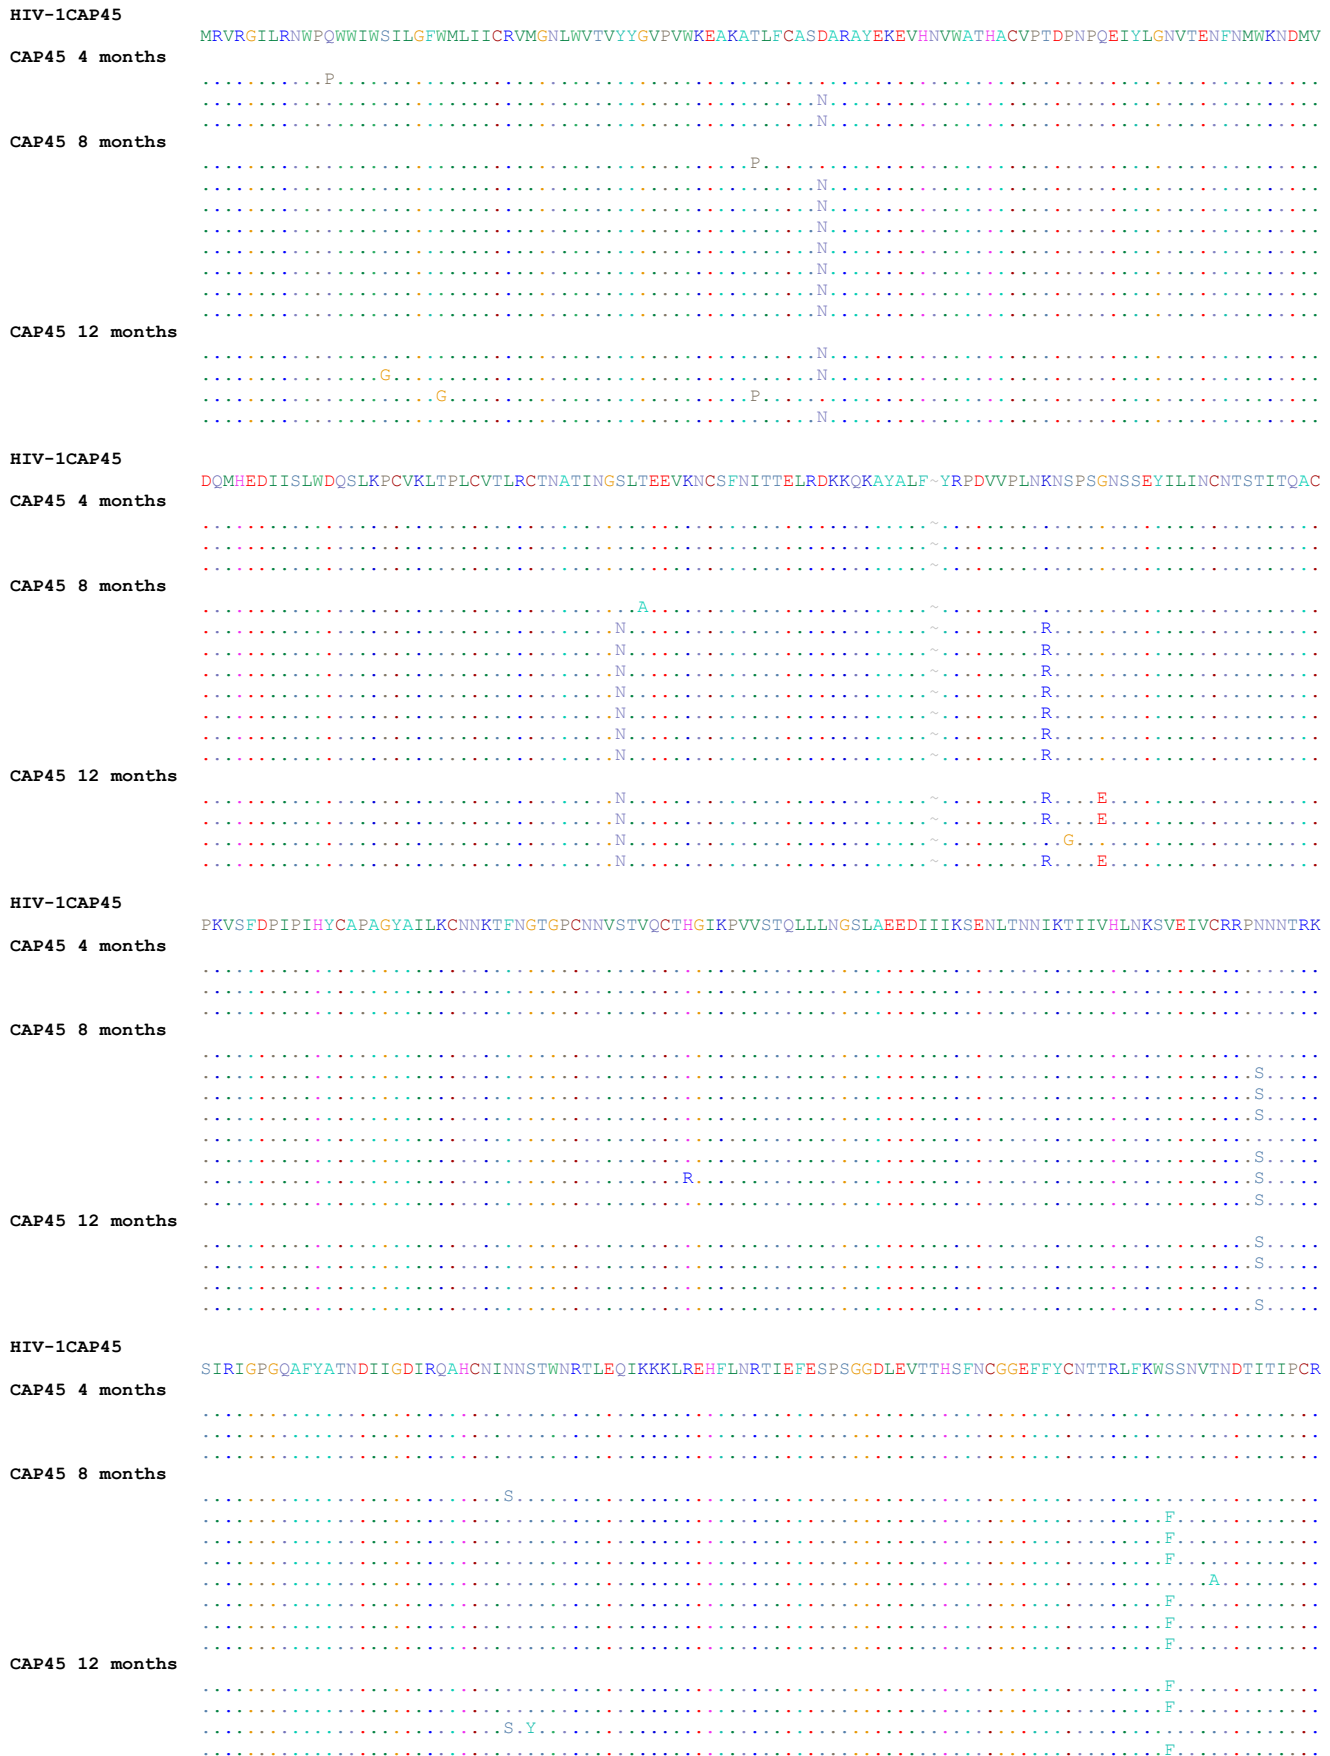 HIV-1CAP45
MRVRGILRNWPQWWIWSILGFWMLIICRVMGNLWVTVYYGVPVWKEAKATLFCASDARAYEKEVHNVWATHACVPTDPNPQEIYLGNVTENFNMWKNDMV
CAP45 4 months
...........P........................................................................................
.......................................................N............................................
.......................................................N............................................
CAP45 8 months
.................................................P..................................................
.......................................................N............................................
.......................................................N............................................
.......................................................N............................................
.......................................................N............................................
.......................................................N............................................
.......................................................N............................................
.......................................................N............................................
CAP45 12 months
.......................................................N............................................
................G......................................N............................................
.....................G...........................P..................................................
.......................................................N............................................
HIV-1CAP45
DQMHEDIISLWDQSLKPCVKLTPLCVTLRCTNATINGSLTEEVKNCSFNITTELRDKKQKAYALF~YRPDVVPLNKNSPSGNSSEYILINCNTSTITQAC
CAP45 4 months
.................................................................~..................................
.................................................................~..................................
.................................................................~..................................
CAP45 8 months
.......................................A.........................~..................................
.....................................N...........................~.........R........................
.....................................N...........................~.........R........................
.....................................N...........................~.........R........................
.....................................N...........................~.........R........................
.....................................N...........................~.........R........................
.....................................N...........................~.........R........................
.....................................N...........................~.........R........................
CAP45 12 months
.....................................N...........................~.........R....E...................
.....................................N...........................~.........R....E...................
.....................................N...........................~...........G......................
.....................................N...........................~.........R....E...................
HIV-1CAP45
PKVSFDPIPIHYCAPAGYAILKCNNKTFNGTGPCNNVSTVQCTHGIKPVVSTQLLLNGSLAEEDIIIKSENLTNNIKTIIVHLNKSVEIVCRRPNNNTRK
CAP45 4 months
....................................................................................................
....................................................................................................
....................................................................................................
CAP45 8 months
....................................................................................................
..............................................................................................S.....
..............................................................................................S.....
..............................................................................................S.....
....................................................................................................
..............................................................................................S.....
...........................................R..................................................S.....
..............................................................................................S.....
CAP45 12 months
..............................................................................................S.....
..............................................................................................S.....
....................................................................................................
..............................................................................................S.....
HIV-1CAP45
SIRIGPGQAFYATNDIIGDIRQAHCNINNSTWNRTLEQIKKKLREHFLNRTIEFESPSGGDLEVTTHSFNCGGEFFYCNTTRLFKWSSNVTNDTITIPCR
CAP45 4 months
....................................................................................................
....................................................................................................
....................................................................................................
CAP45 8 months
...........................S........................................................................
......................................................................................F.............
......................................................................................F.............
......................................................................................F.............
..........................................................................................A.........
......................................................................................F.............
......................................................................................F.............
......................................................................................F.............
CAP45 12 months
......................................................................................F.............
......................................................................................F.............
...........................S.Y......................................................................
......................................................................................F.............